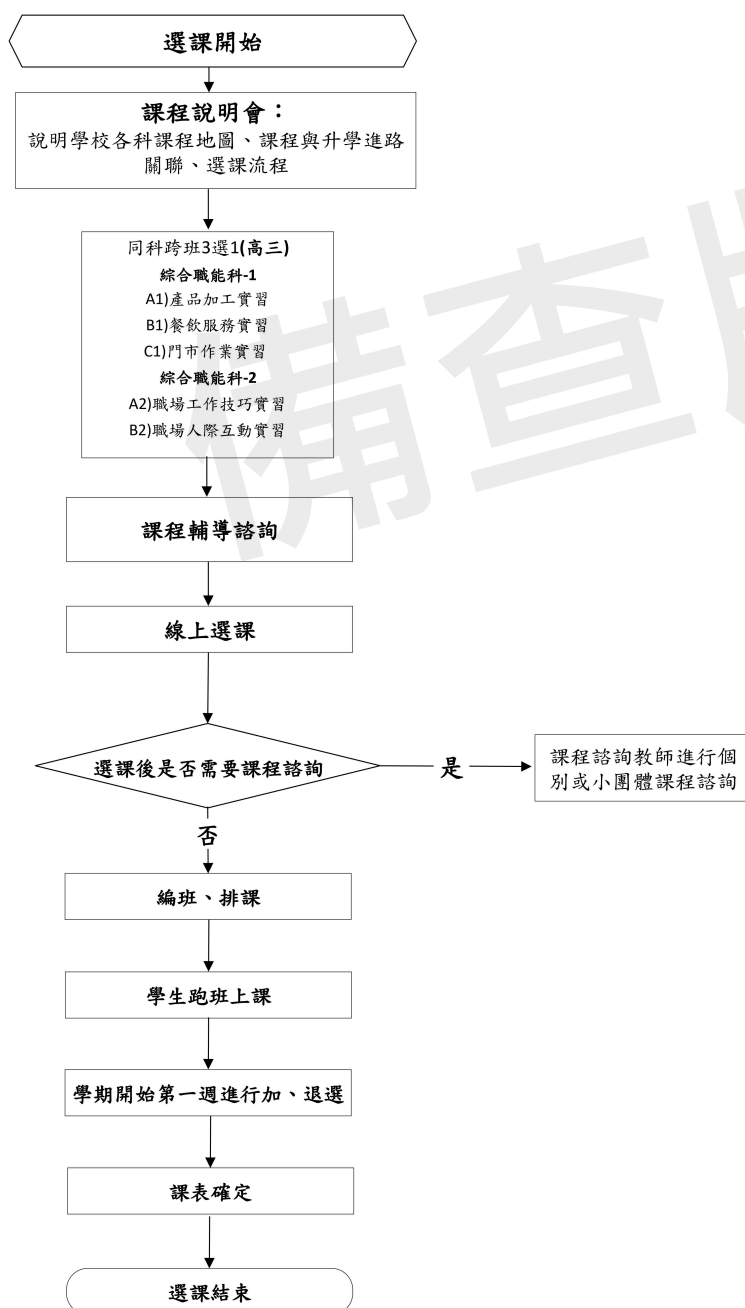 選課開始
課程說明會：
說明學校各科課程地圖、課程與升學進路
關聯、選課流程
同科跨班3選1(高三)
綜合職能科-1
A1)產品加工實習
B1)餐飲服務實習
C1)門市作業實習
綜合職能科-2
A2)職場工作技巧實習
B2)職場人際互動實習
課程輔導諮詢
線上選課
選課後是否需要課程諮詢
是
課程諮詢教師進行個
別或小團體課程諮詢
否
編班、排課
學生跑班上課
學期開始第一週進行加、退選
課表確定
選課結束
備查